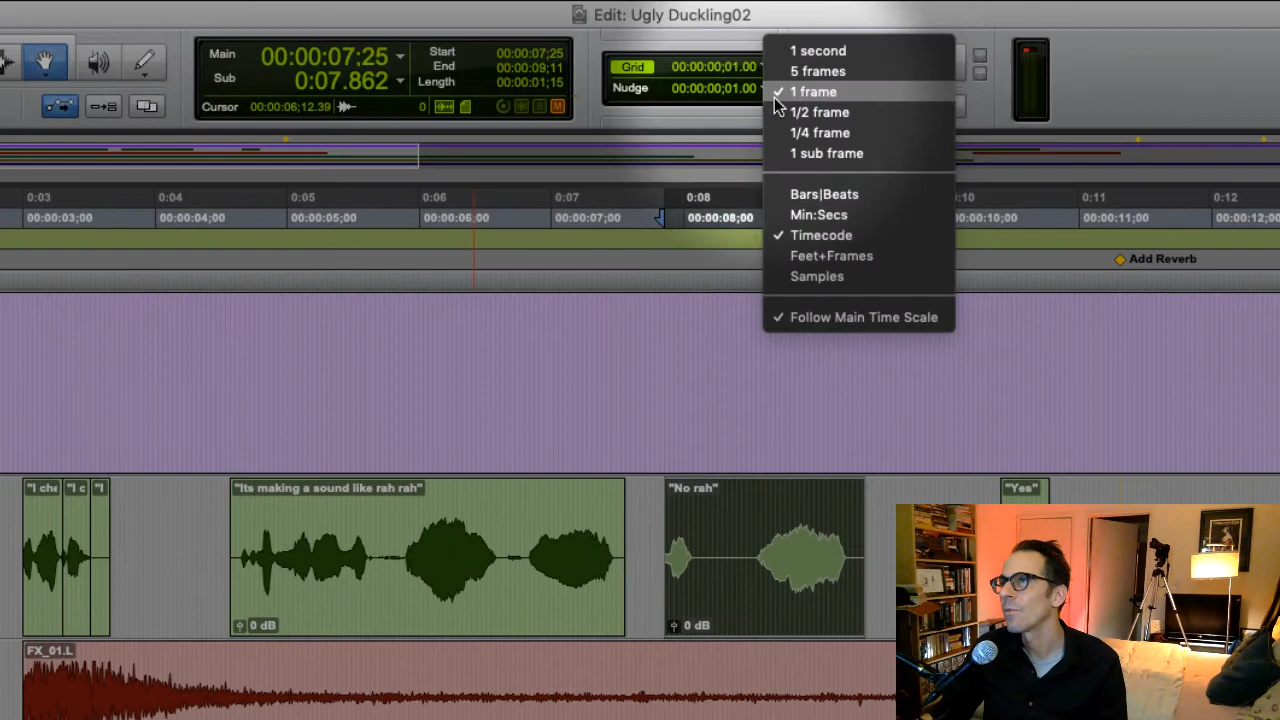 Edit: Ugly Duckling02
Main 00:00:07;25
Sub 0:07.862
Start 00:00:07;25
End 00:00:09;11
Length 00:00:01;15
Cursor 00:00:06;12.39 0
Grid 00:00:00;01.00
Nudge 00:00:00;01.00
1 second
5 frames
1 frame
1/2 frame
1/4 frame
1 sub frame
Bars|Beats
Min:Secs
Timecode
Feet+Frames
Samples
Follow Main Time Scale
0:03 0:04 0:05 0:06 0:07 0:08 :10 0:11 0:12
00:00:03;00 00:00:04;00 00:00:05;00 00:00:06;00 00:00:07;00 00:00:08;00 0:00:10;00 00:00:11;00 00:00:12;00
Add Reverb
"I che "I c "I "Its making a sound like rah rah" "No rah" "Yes"
0 dB 0 dB
FX_01.L